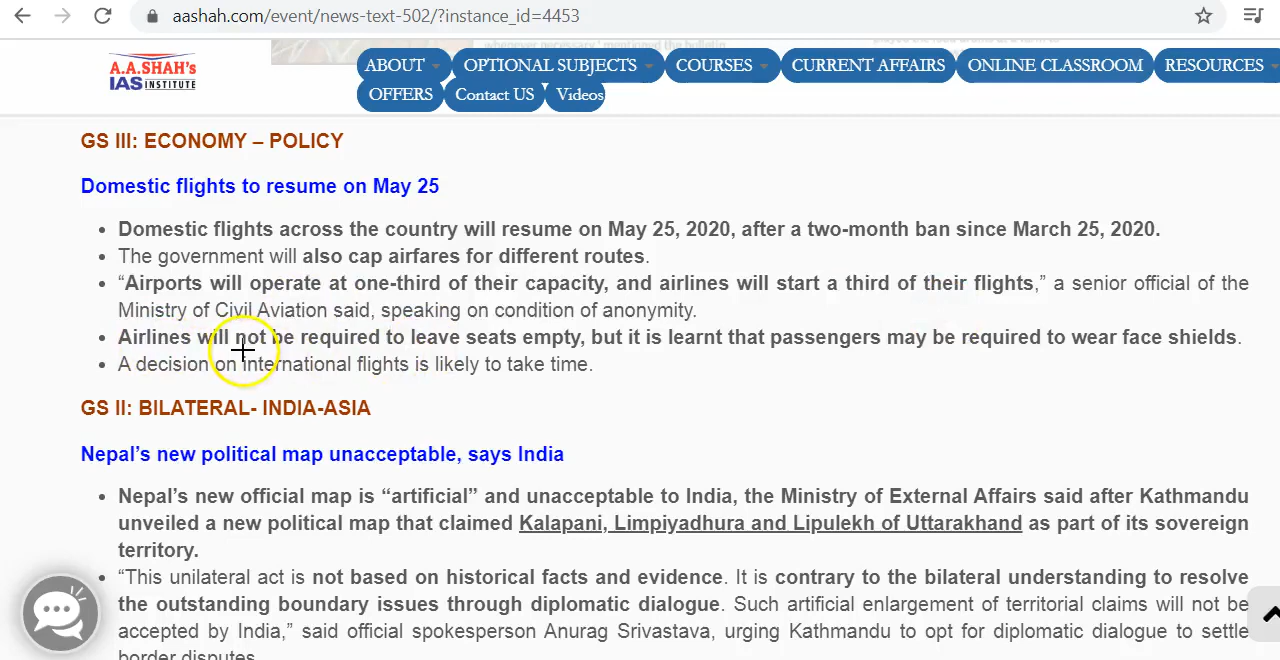 aashah.com/event/news-text-502/?instance_id=4453
whenever necessary,' mentioned the bulletin
A.A.SHAH's
IAS INSTITUTE
ABOUT OPTIONAL SUBJECTS COURSES CURRENT AFFAIRS ONLINE CLASSROOM RESOURCES
OFFERS Contact US Videos
GS III: ECONOMY – POLICY
Domestic flights to resume on May 25
• Domestic flights across the country will resume on May 25, 2020, after a two-month ban since March 25, 2020.
• The government will also cap airfares for different routes.
• “Airports will operate at one-third of their capacity, and airlines will start a third of their flights,” a senior official of the
Ministry of Civil Aviation said, speaking on condition of anonymity.
• Airlines will not be required to leave seats empty, but it is learnt that passengers may be required to wear face shields.
• A decision on international flights is likely to take time.
GS II: BILATERAL- INDIA-ASIA
Nepal’s new political map unacceptable, says India
• Nepal’s new official map is “artificial” and unacceptable to India, the Ministry of External Affairs said after Kathmandu
unveiled a new political map that claimed Kalapani, Limpiyadhura and Lipulekh of Uttarakhand as part of its sovereign
territory.
• “This unilateral act is not based on historical facts and evidence. It is contrary to the bilateral understanding to resolve
the outstanding boundary issues through diplomatic dialogue. Such artificial enlargement of territorial claims will not be
accepted by India,” said official spokesperson Anurag Srivastava, urging Kathmandu to opt for diplomatic dialogue to settle
border disputes.